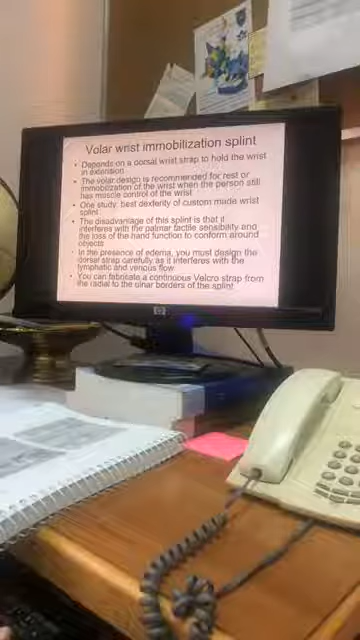 Volar wrist immobilization splint
• Depends on a dorsal wrist strap to hold the wrist
in extension
• The volar design is recommended for rest or
immobilization of the wrist when the person still
has muscle control of the wrist
• One study: best dexterity of custom made wrist
splint
• The disadvantage of this splint is that it
interferes with the palmar tactile sensibility and
the loss of the hand function to conform around
objects
• In the presence of edema, you must design the
dorsal strap carefully as it interferes with the
lymphatic and venous flow
• You can fabricate a continuous Velcro strap from
the radial to the ulnar borders of the splint
hp